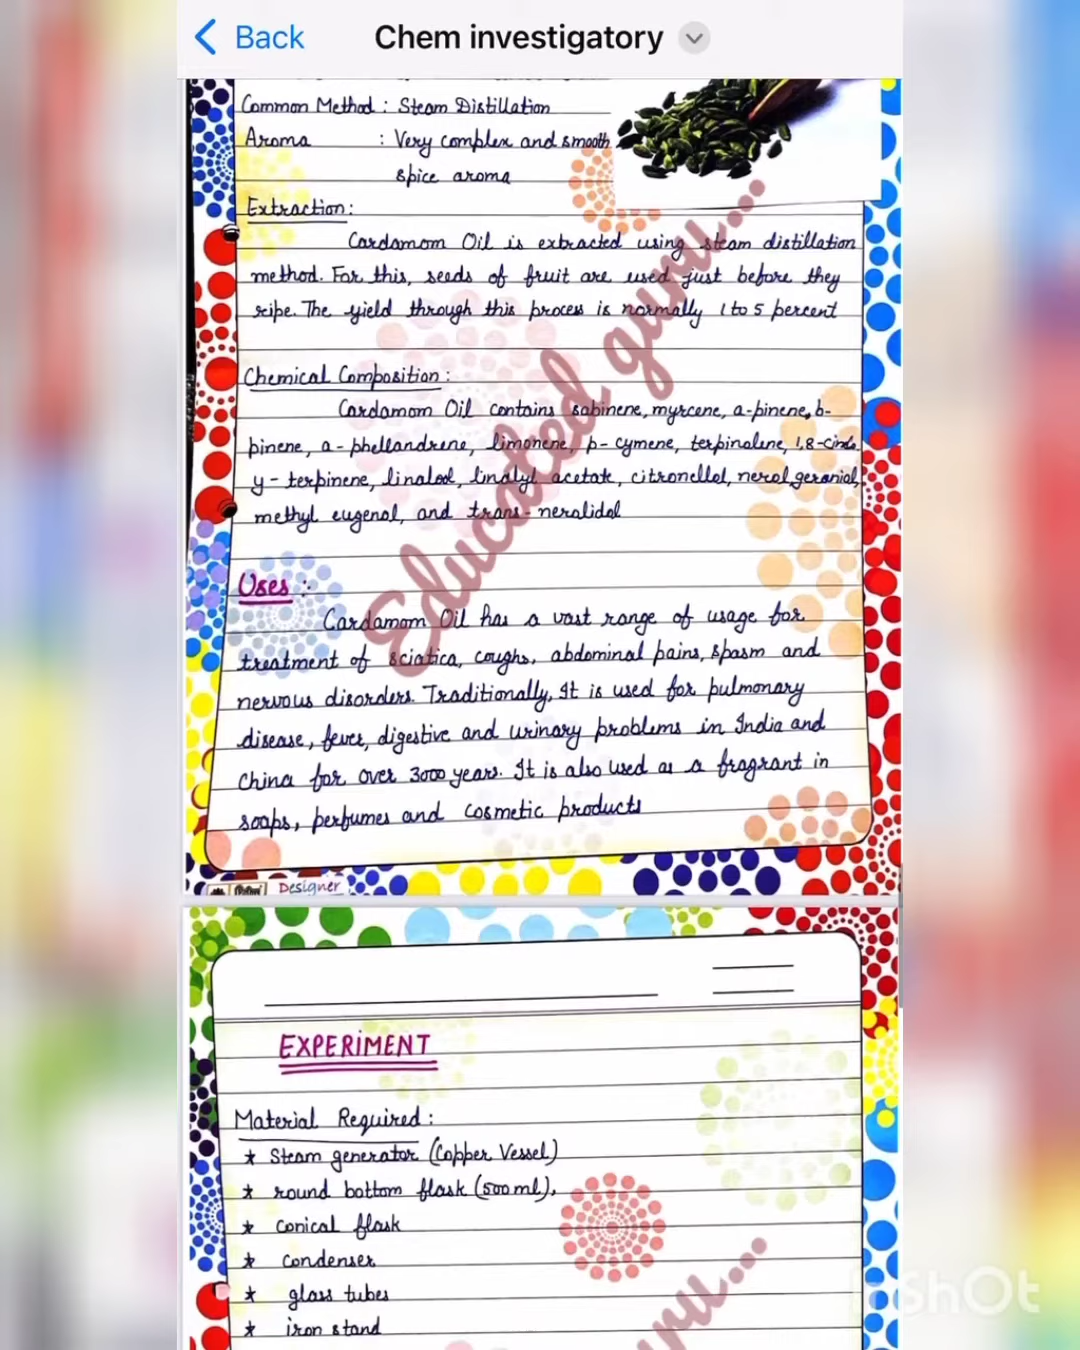 Back
Chem investigatory
Common Method : Steam Distillation
Aroma : Very complex and smooth
spice aroma
Extraction:
Cardamom Oil is extracted using steam distillation
method. For this, seeds of fruit are used just before they
ripe. The yield through this process is normally 1 to 5 percent
Chemical Composition :
Cardamom Oil contains sabinene, myrcene, a-pinene, b-
pinene, a-phellandrene, limonene, p-cymene, terpinolene, 1,8-
y-terpinene, linalool, linalyl acetate, citronellol, nerol, geraniol,
methyl eugenol, and trans-neralidol
Uses :-
Cardamom Oil has a vast range of usage for
treatment of sciatica, coughs, abdominal pains, spasm and
nervous disorders. Traditionally, It is used for pulmonary
disease, fever, digestive and urinary problems in India and
China for over 3000 years. It is also used as a fragrant in
soaps, perfumes and cosmetic products
Educated guru...
Designer
EXPERIMENT
Material Required :
* Steam generator (Copper Vessel)
* round bottom flask (500 ml),
* conical flask
* condenser
* glass tubes
* iron stand
uru...
ShOt